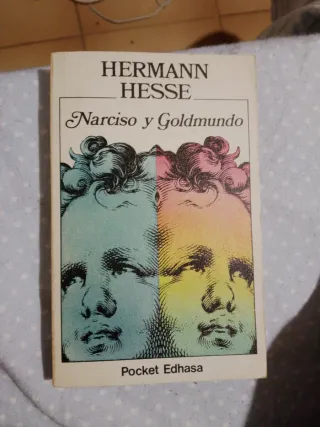 HERMANN
HESSE
Narciso y Goldmundo
Pocket Edhasa